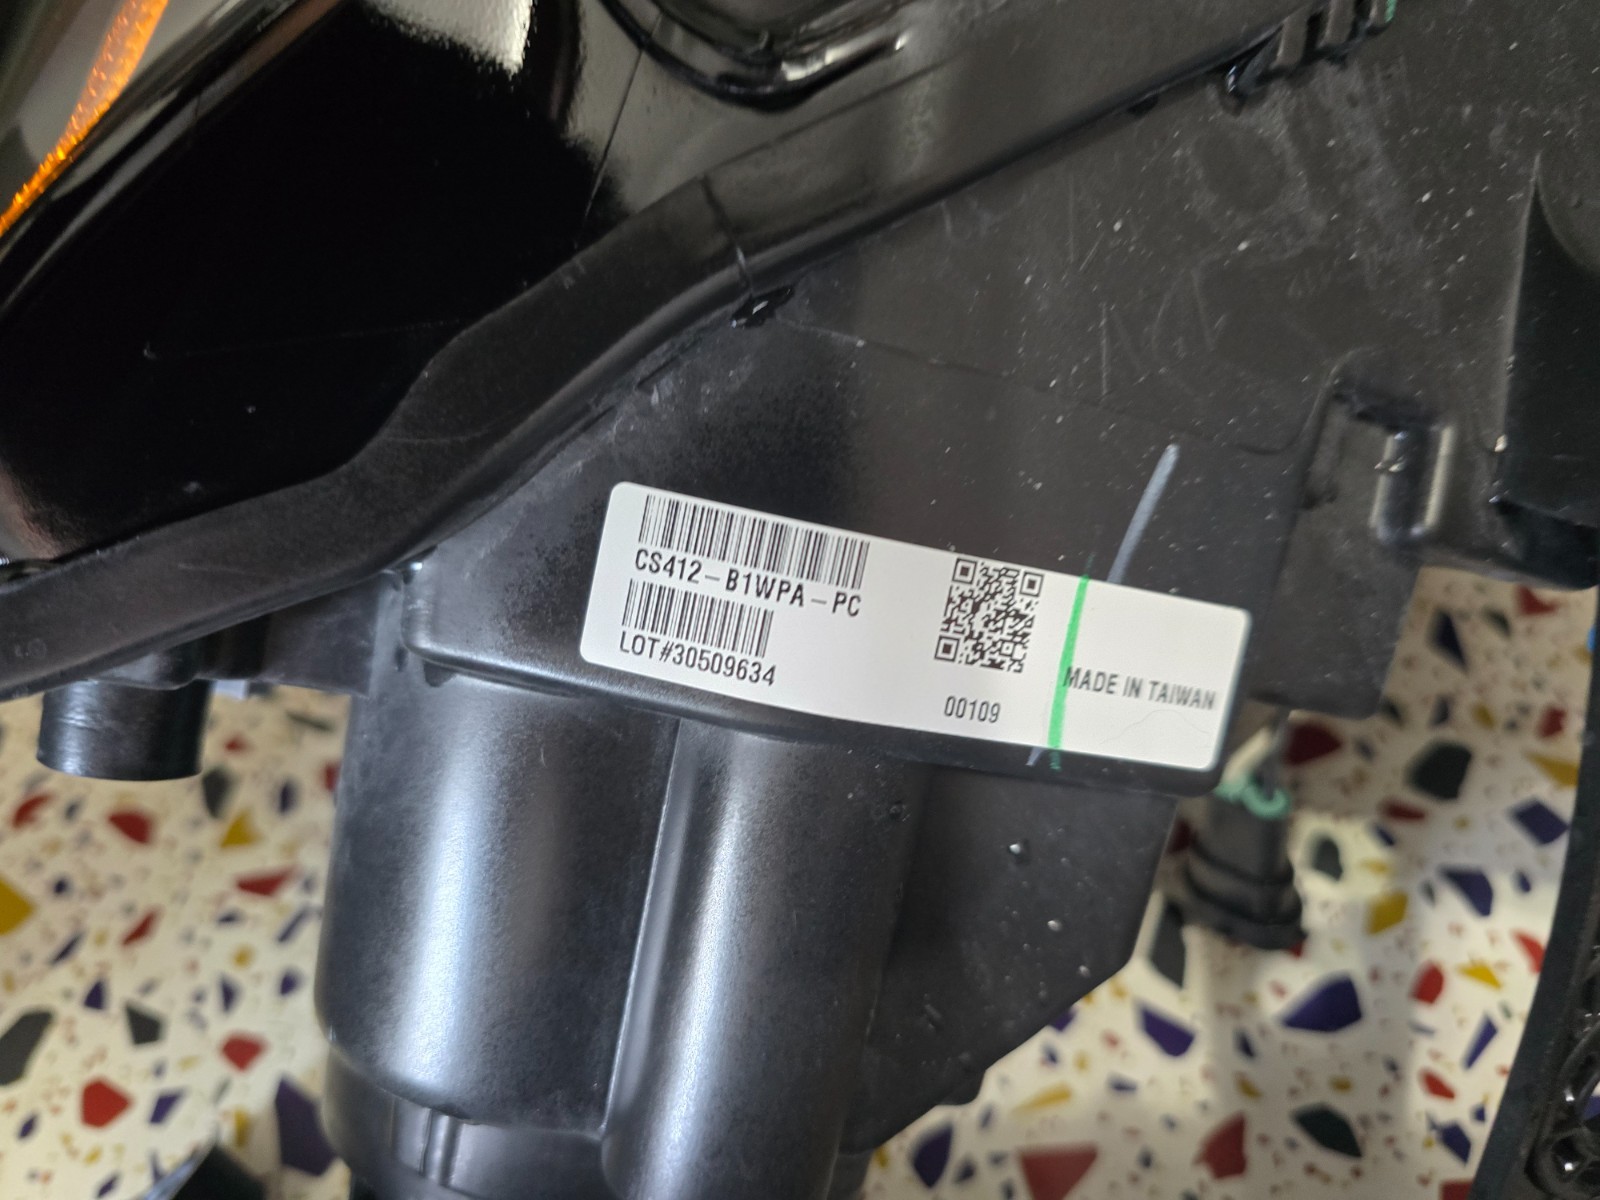 CS412-B1WPA-PC
LOT#30509634
00109
MADE IN TAIWAN